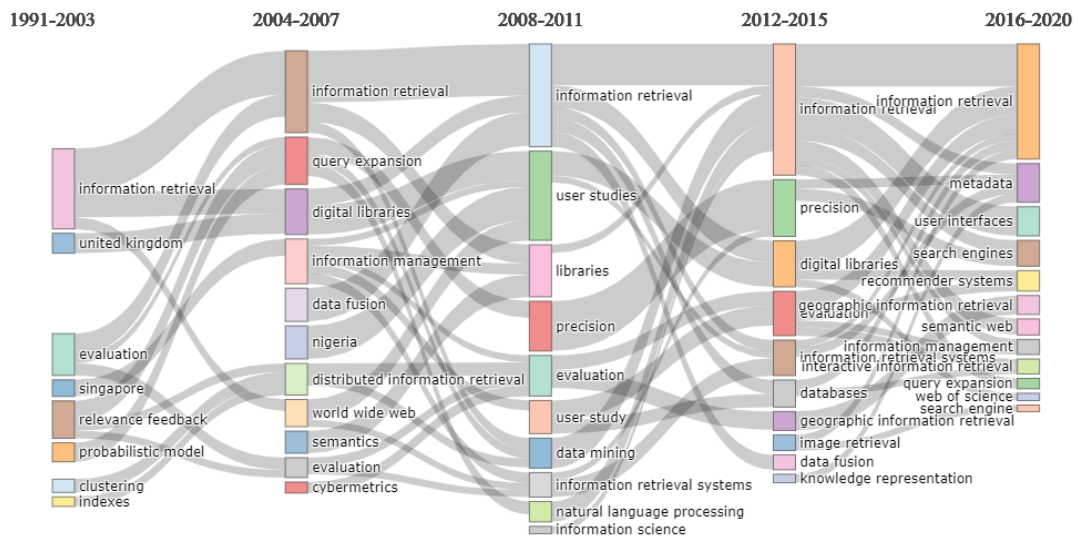 1991-2003
2004-2007
2008-2011
2012-2015
2016-2020
information retrieval
united kingdom
evaluation
singapore
relevance feedback
probabilistic model
clustering
indexes
information retrieval
query expansion
digital libraries
information management
data fusion
nigeria
distributed information retrieval
world wide web
semantics
evaluation
cybermetrics
information retrieval
user studies
libraries
precision
evaluation
user study
data mining
information retrieval systems
natural language processing
information science
information retrieval
precision
digital libraries
evaluation
information retrieval systems
databases
geographic information retrieval
image retrieval
data fusion
knowledge representation
information retrieval
metadata
user interfaces
search engines
recommender systems
geographic information retrieval
semantic web
information management
interactive information retrieval
query expansion
web of science
search engine